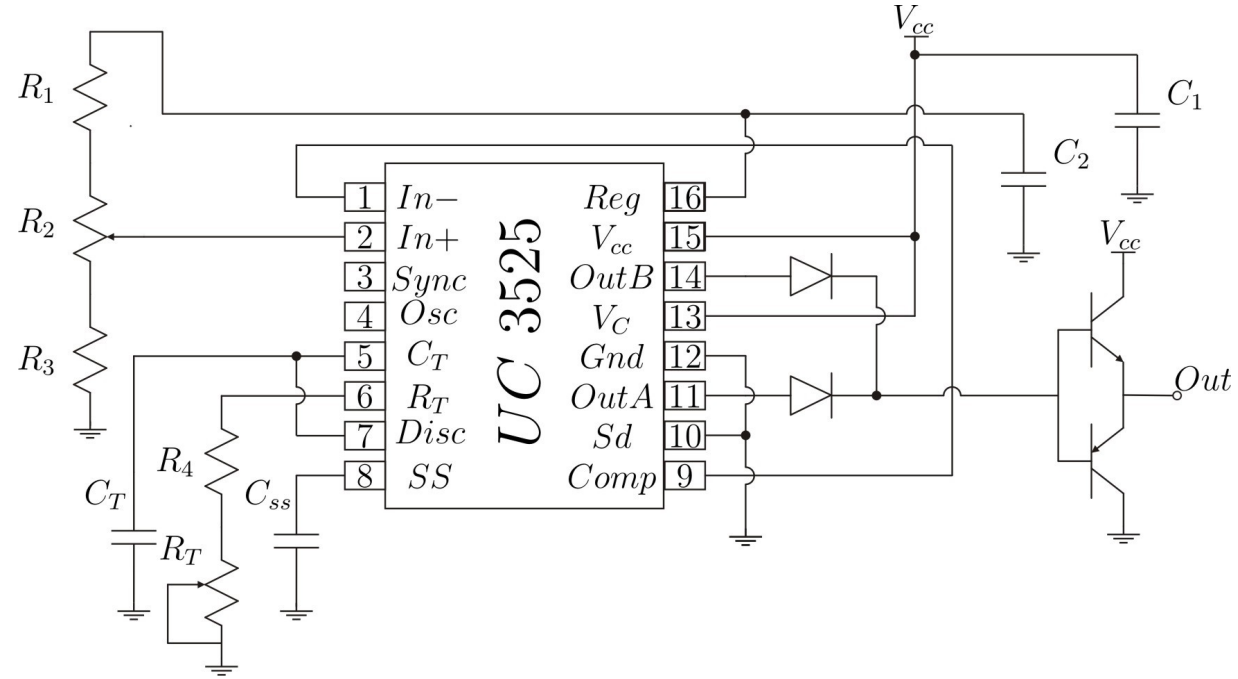 V_cc
R_1
C_1
C_2
1 In−
Reg 16
R_2
2 In+
V_cc 15
V_cc
3 Sync
OutB 14
4 Osc
V_C 13
UC 3525
R_3
5 C_T
Gnd 12
6 R_T
OutA 11
Out
7 Disc
Sd 10
R_4
8 SS
Comp 9
C_T
C_ss
R_T